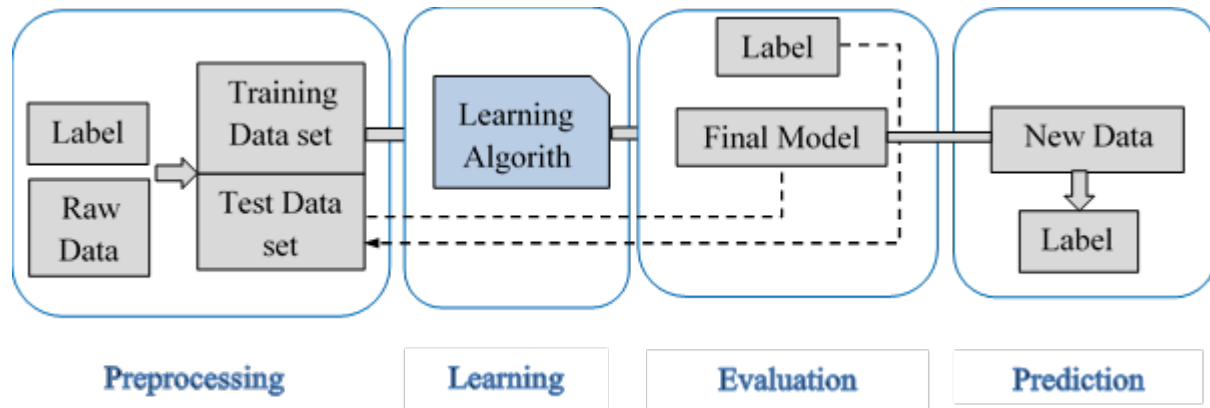 Label
Raw
Data
Training
Data set
Test Data
set
Learning
Algorith
Label
Final Model
New Data
Label
Preprocessing
Learning
Evaluation
Prediction